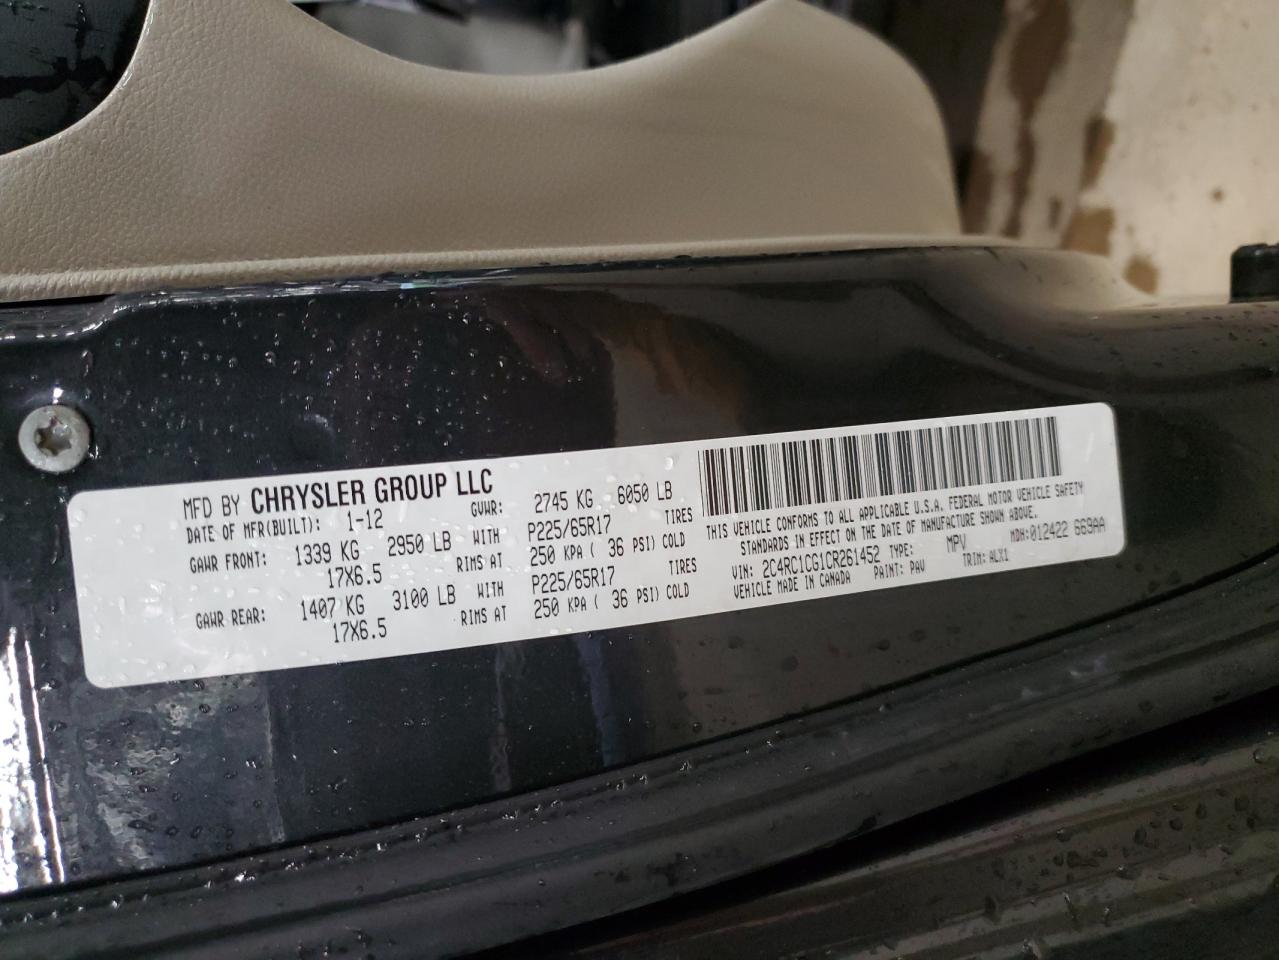 MFD BY CHRYSLER GROUP LLC
DATE OF MFR(BUILT): 1-12 GVWR: 2745 KG 6050 LB
GAWR FRONT: 1339 KG 2950 LB WITH P225/65R17 TIRES
17X6.5 RIMS AT 250 KPA ( 36 PSI) COLD
GAWR REAR: 1407 KG 3100 LB WITH P225/65R17 TIRES
17X6.5 RIMS AT 250 KPA ( 36 PSI) COLD
THIS VEHICLE CONFORMS TO ALL APPLICABLE U.S.A. FEDERAL MOTOR VEHICLE SAFETY
STANDARDS IN EFFECT ON THE DATE OF MANUFACTURE SHOWN ABOVE.
VIN: 2C4RC1CG1CR261452 TYPE: MPV MDH:012422 669AA
VEHICLE MADE IN CANADA PAINT: PAV TRIM: ALX1